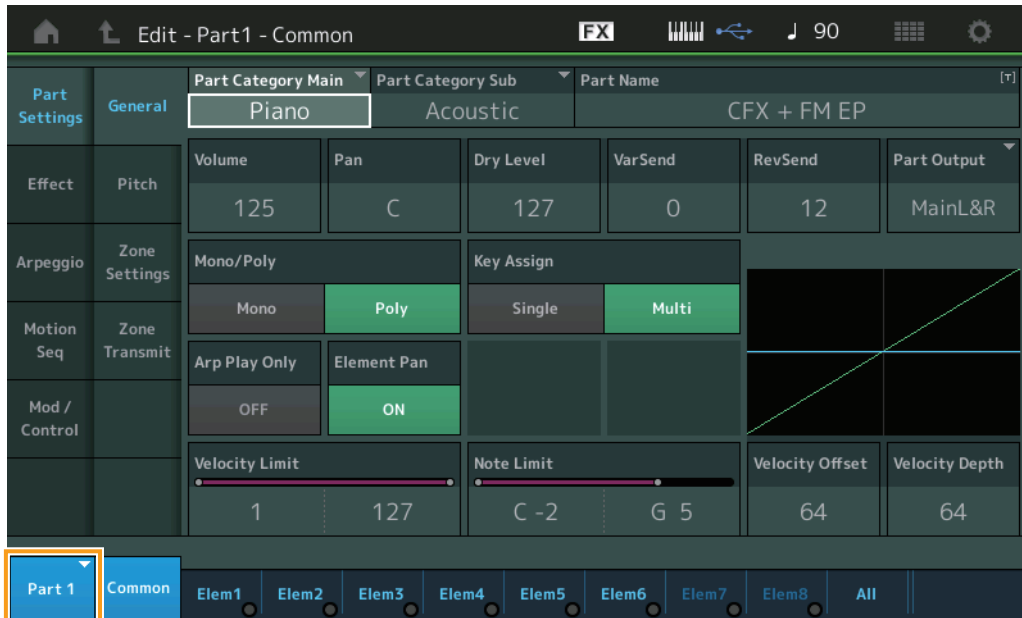 Edit - Part1 - Common
FX
♩ 90
Part Settings
General
Part Category Main
Piano
Part Category Sub
Acoustic
Part Name
[T]
CFX + FM EP
Effect
Pitch
Volume
125
Pan
C
Dry Level
127
VarSend
0
RevSend
12
Part Output
MainL&R
Arpeggio
Zone Settings
Mono/Poly
Mono
Poly
Key Assign
Single
Multi
Motion Seq
Zone Transmit
Arp Play Only
OFF
Element Pan
ON
Mod / Control
Velocity Limit
1
127
Note Limit
C -2
G 5
Velocity Offset
64
Velocity Depth
64
Part 1
Common
Elem1
Elem2
Elem3
Elem4
Elem5
Elem6
Elem7
Elem8
All